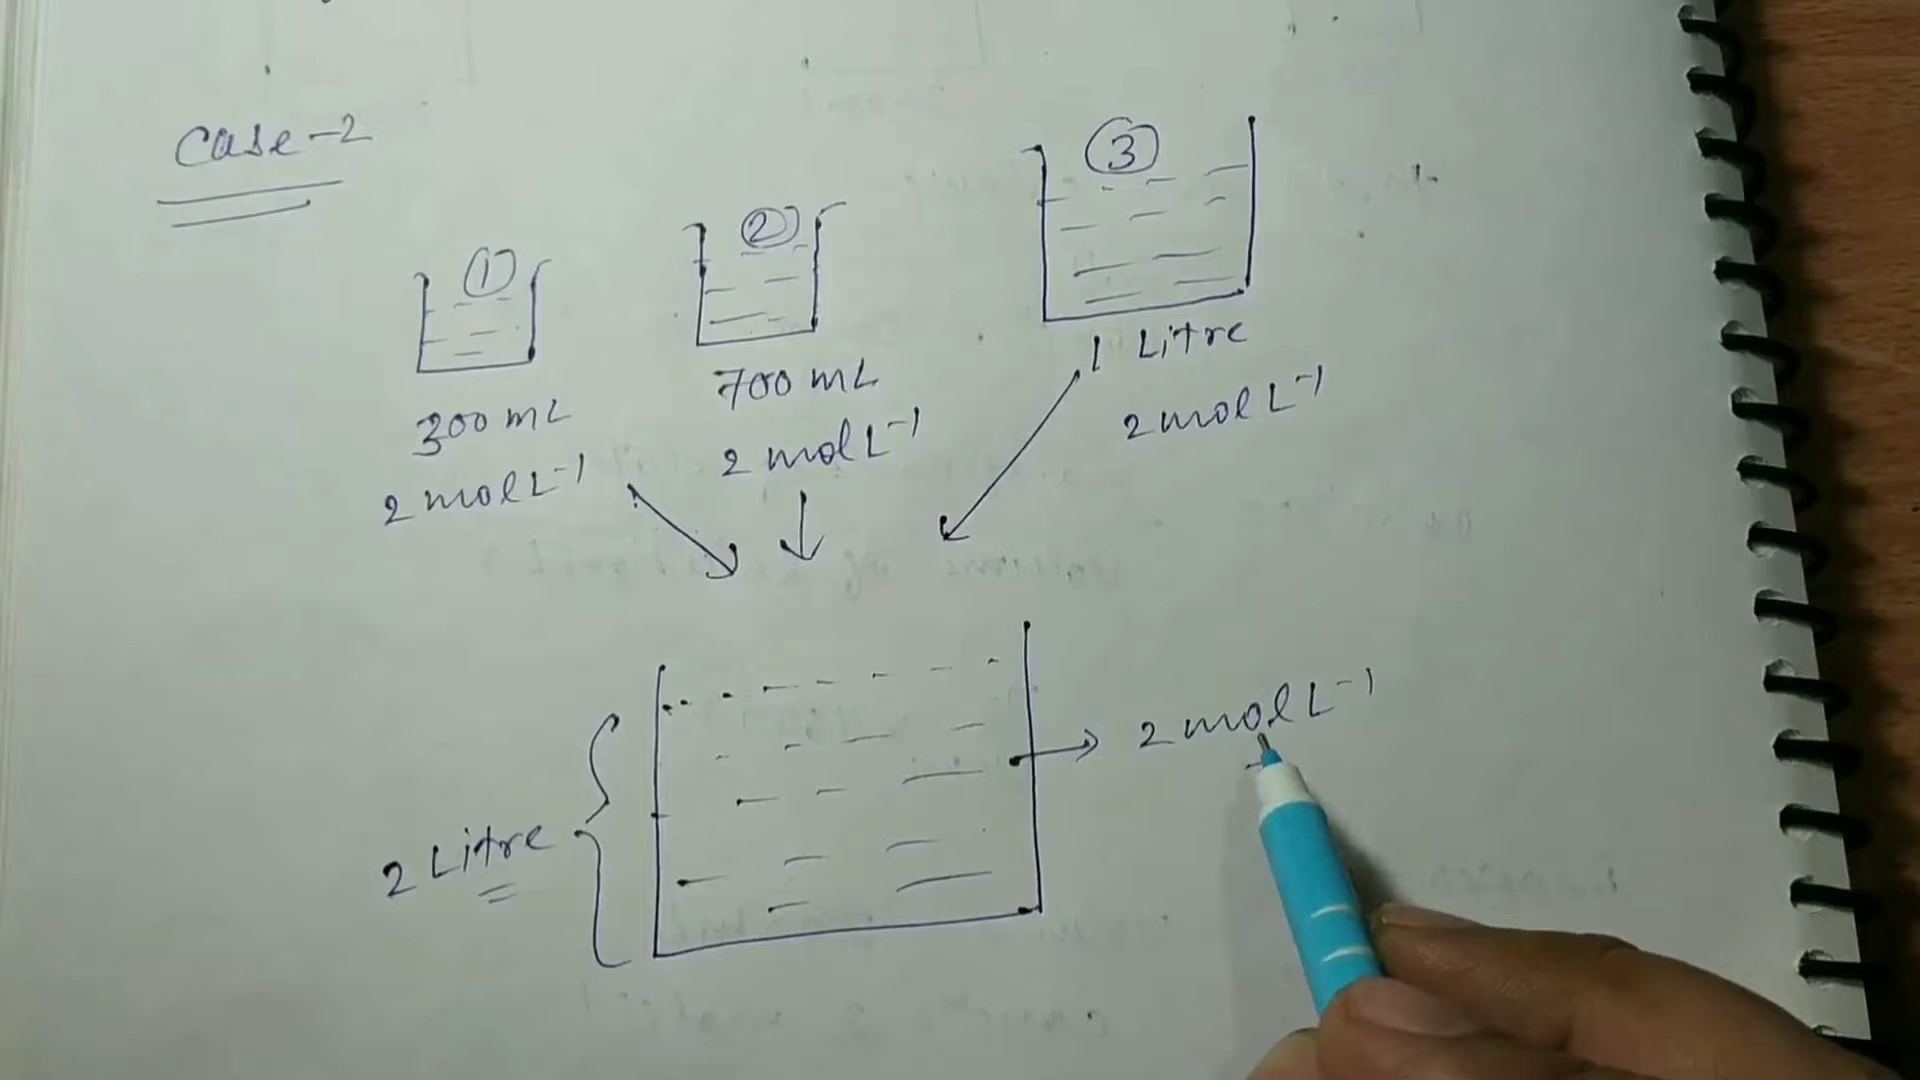 Case-2
①
②
③
300 mL
2 mol L⁻¹
700 mL
2 mol L⁻¹
1 Litre
2 mol L⁻¹
2 Litre
2 mol L⁻¹